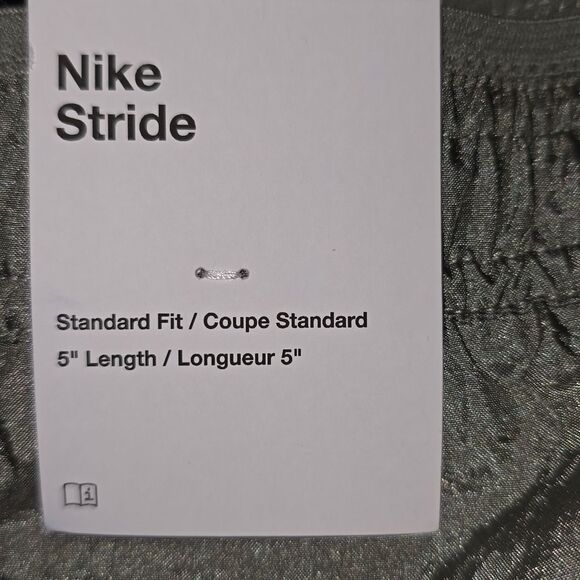 Nike
Stride
Standard Fit / Coupe Standard
5" Length / Longueur 5"
i